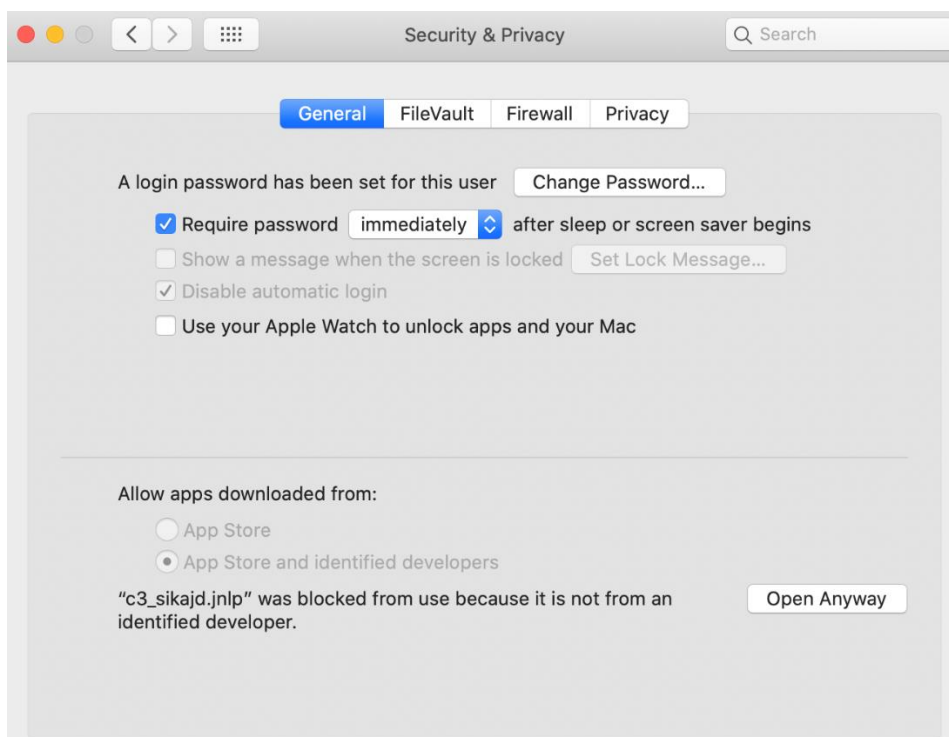 Security & Privacy
Search
General FileVault Firewall Privacy
A login password has been set for this user Change Password...
Require password immediately after sleep or screen saver begins
Show a message when the screen is locked Set Lock Message...
Disable automatic login
Use your Apple Watch to unlock apps and your Mac
Allow apps downloaded from:
App Store
App Store and identified developers
“c3_sikajd.jnlp” was blocked from use because it is not from an
identified developer.
Open Anyway